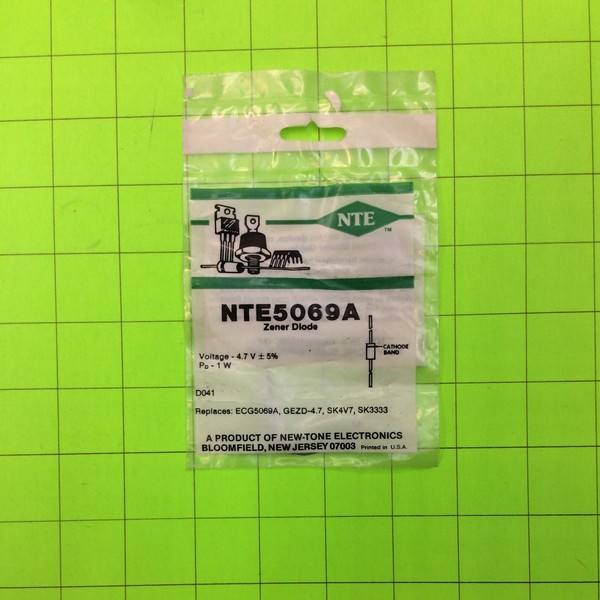 NTE
TM
NTE5069A
Zener Diode
CATHODE
BAND
Voltage - 4.7 V ± 5%
PD - 1 W
D041
Replaces: ECG5069A, GEZD-4.7, SK4V7, SK3333
A PRODUCT OF NEW-TONE ELECTRONICS
BLOOMFIELD, NEW JERSEY 07003 Printed in U.S.A.